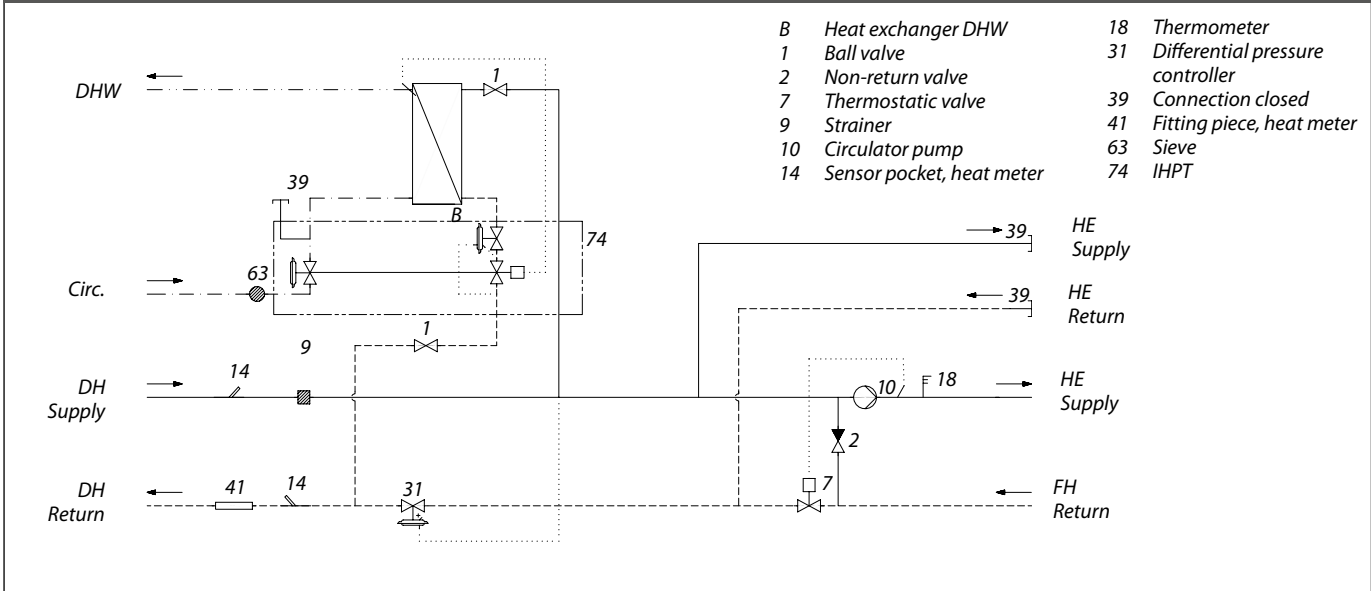 B Heat exchanger DHW
1 Ball valve
2 Non-return valve
7 Thermostatic valve
9 Strainer
10 Circulator pump
14 Sensor pocket, heat meter
18 Thermometer
31 Differential pressure
controller
39 Connection closed
41 Fitting piece, heat meter
63 Sieve
74 IHPT
DHW
1
39
B
74
63
Circ.
1
9
39
HE
Supply
39
HE
Return
DH
Supply
14
10
18
HE
Supply
2
DH
Return
41
14
31
+
7
FH
Return